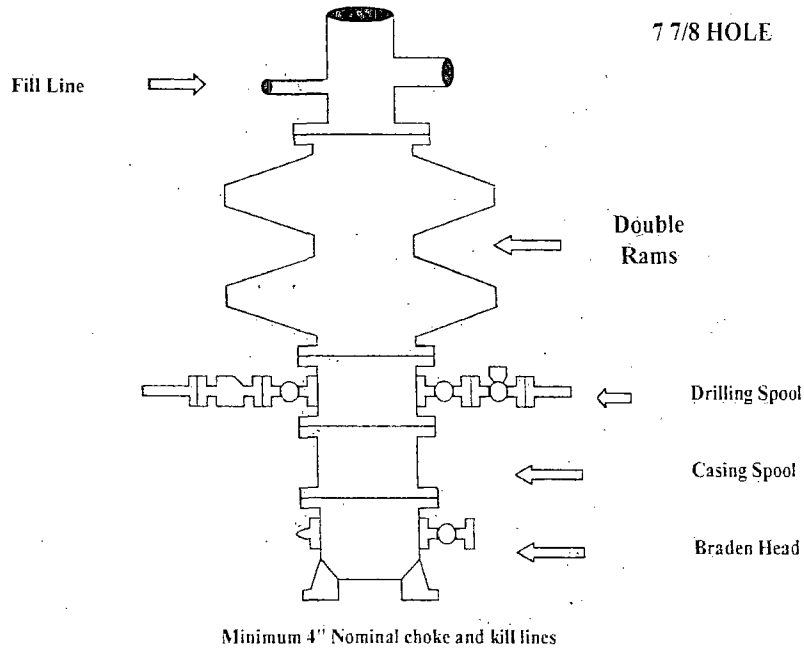 7 7/8 HOLE
Fill Line
Double
Rams
Drilling Spool
Casing Spool
Braden Head
Minimum 4" Nominal choke and kill lines